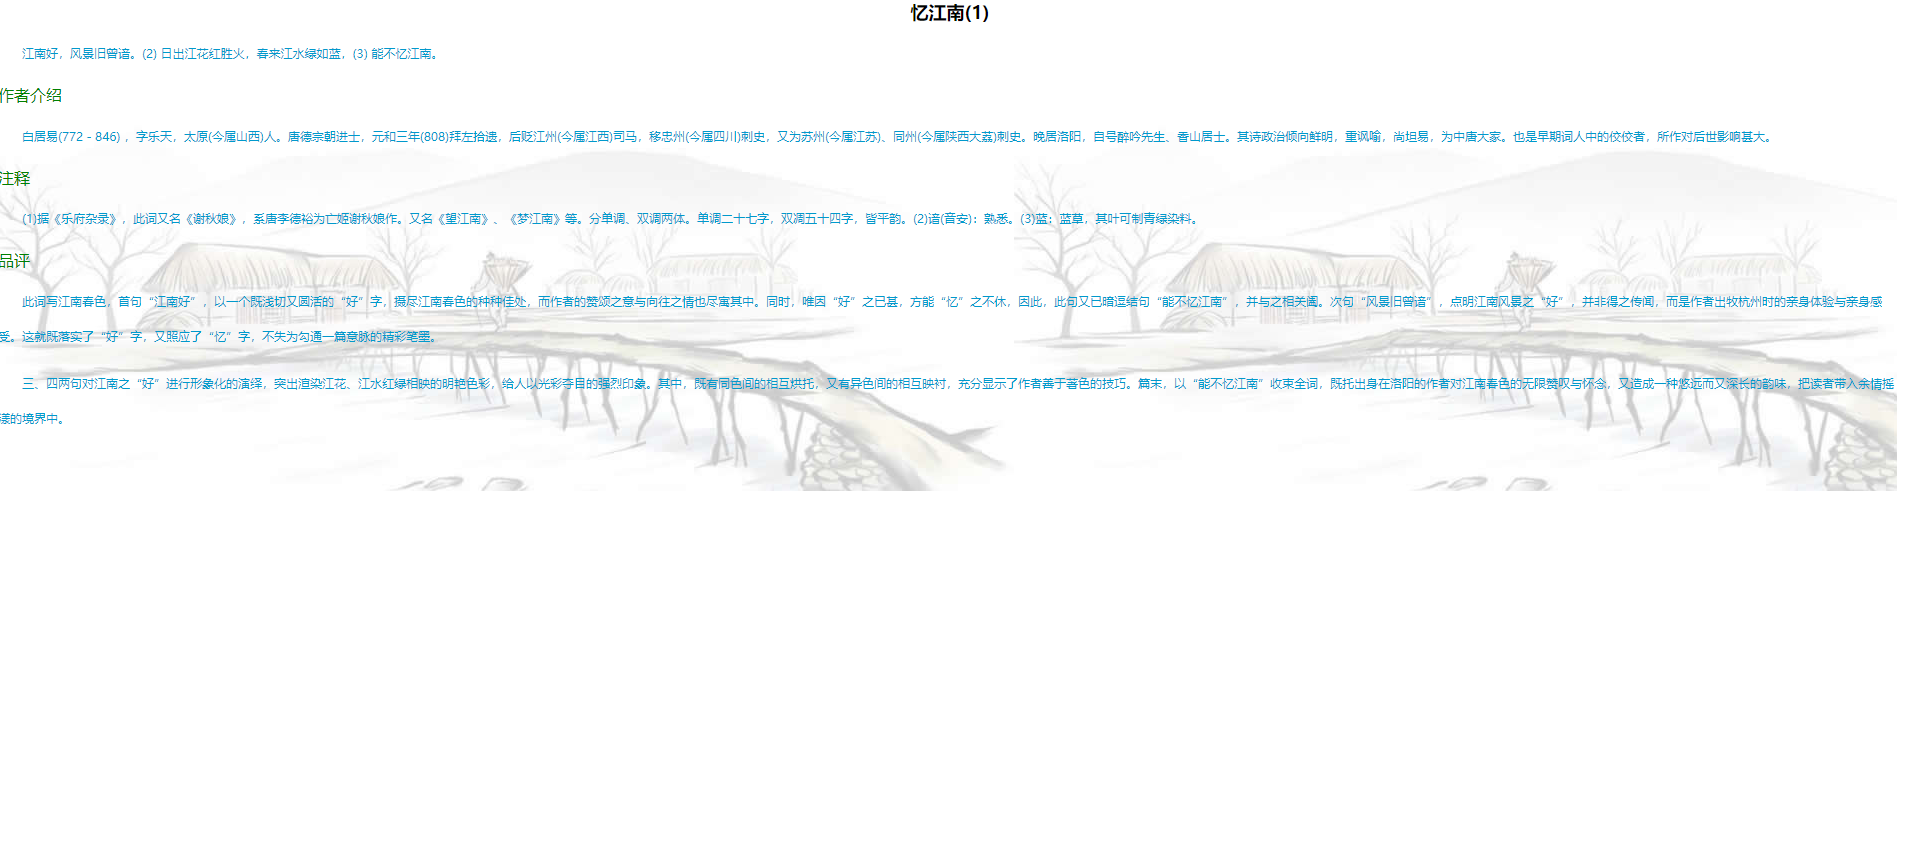 忆江南(1)
江南好，风景旧曾谙。(2) 日出江花红胜火，春来江水绿如蓝，(3) 能不忆江南。
作者介绍
白居易(772－846) ，字乐天，太原(今属山西)人。唐德宗朝进士，元和三年(808)拜左拾遗，后贬江州(今属江西)司马，移忠州(今属四川)刺史，又为苏州(今属江苏)、同州(今属陕西大荔)刺史。晚居洛阳，自号醉吟先生、香山居士。其诗政治倾向鲜明，重讽喻，尚坦易，为中唐大家。也是早期词人中的佼佼者，所作对后世影响甚大。
注释
(1)据《乐府杂录》，此词又名《谢秋娘》，系唐李德裕为亡姬谢秋娘作。又名《望江南》、《梦江南》等。分单调、双调两体。单调二十七字，双凋五十四字，皆平韵。(2)谙(音安)：熟悉。(3)蓝：蓝草，其叶可制青绿染料。
品评
此词写江南春色，首句“江南好”，以一个既浅切又圆活的“好”字，摄尽江南春色的种种佳处，而作者的赞颂之意与向往之情也尽寓其中。同时，唯因“好”之已甚，方能“忆”之不休，因此，此句又已暗逗结句“能不忆江南”，并与之相关阖。次句“风景旧曾谙”，点明江南风景之“好”，并非得之传闻，而是作者出牧杭州时的亲身体验与亲身感
受。这就既落实了“好”字，又照应了“忆”字，不失为勾通一篇意脉的精彩笔墨。
三、四两句对江南之“好”进行形象化的演绎，突出渲染江花、江水红绿相映的明艳色彩，给人以光彩夺目的强烈印象。其中，既有同色间的相互烘托，又有异色间的相互映衬，充分显示了作者善于著色的技巧。篇末，以“能不忆江南”收束全词，既托出身在洛阳的作者对江南春色的无限赞叹与怀念，又造成一种悠远而又深长的韵味，把读者带入余情摇
漾的境界中。